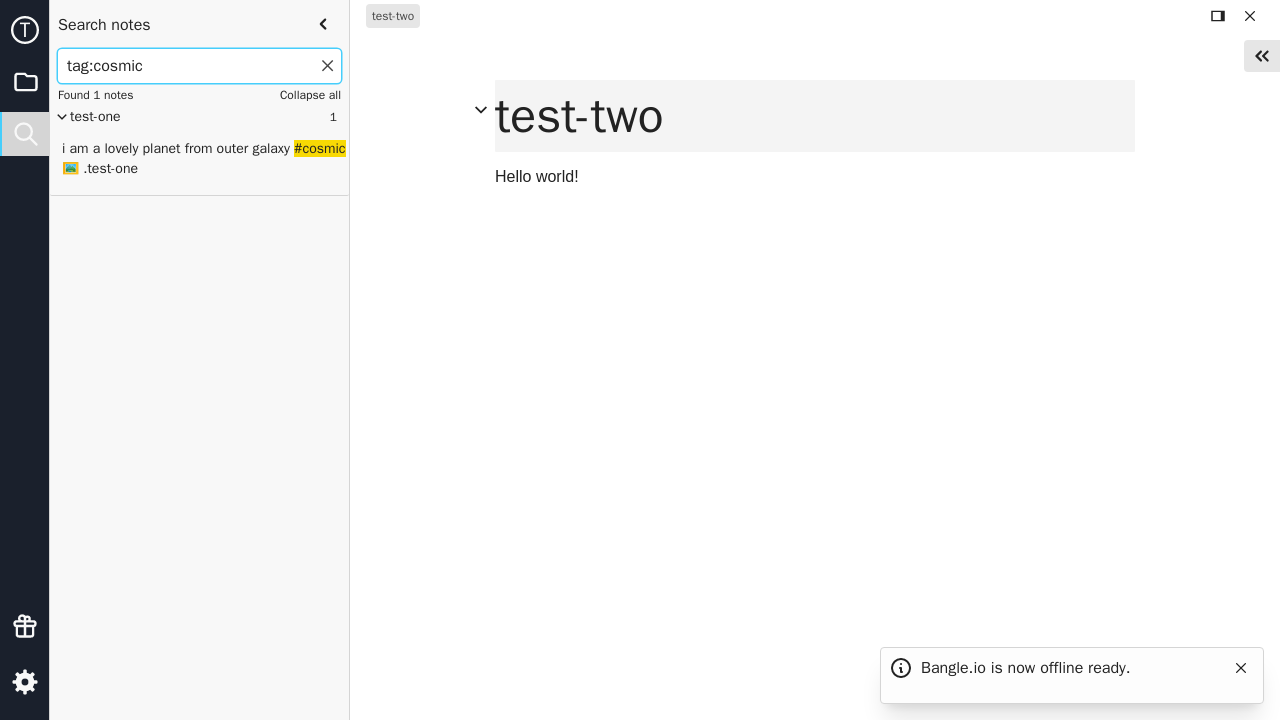 T
Search notes
tag:cosmic
Found 1 notes
Collapse all
test-one
1
i am a lovely planet from outer galaxy #cosmic
.test-one
test-two
test-two
Hello world!
Bangle.io is now offline ready.